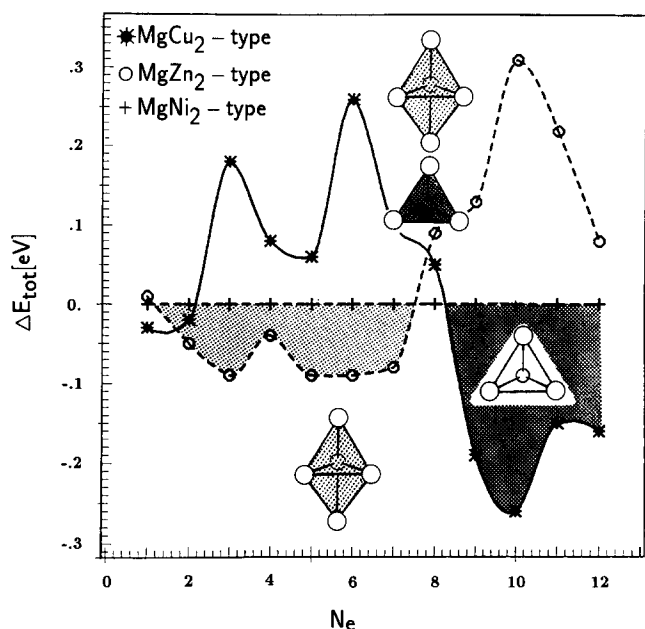 MgCu2 – type
MgZn2 – type
MgNi2 – type
.3
.2
.1
0.
-.1
-.2
-.3
ΔEtot[eV]
0 2 4 6 8 10 12
Ne